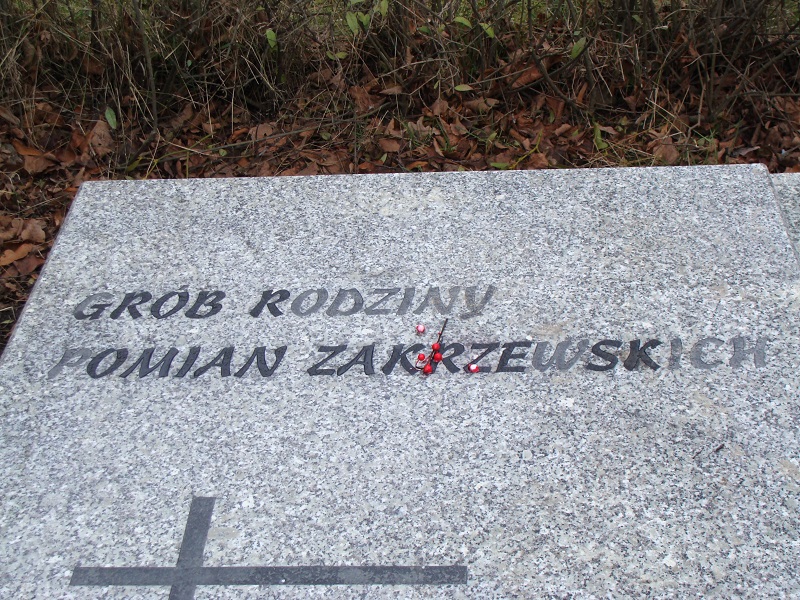 GRÓB RODZINY
POMIAN ZAKRZEWSKICH